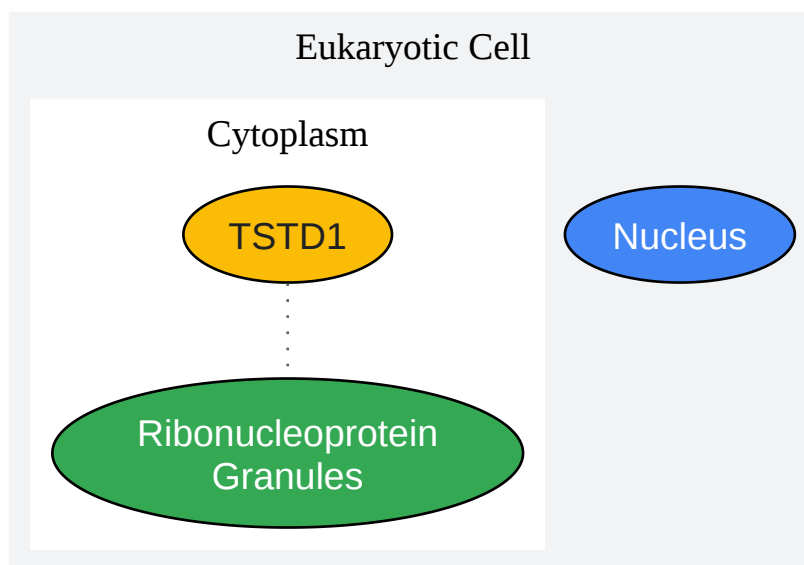 Eukaryotic Cell
Cytoplasm
TSTD1
Nucleus
Ribonucleoprotein
Granules